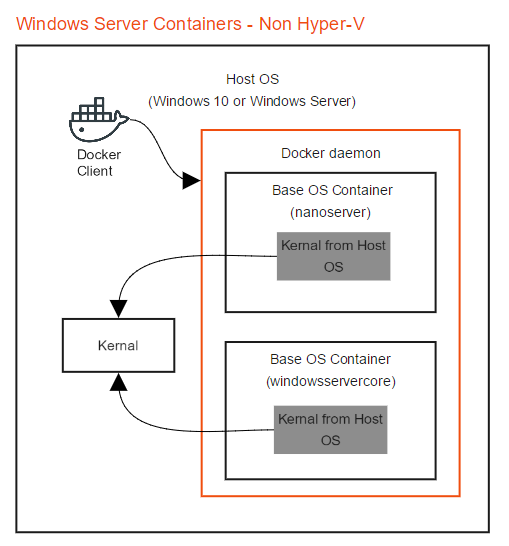 Windows Server Containers - Non Hyper-V
Host OS
(Windows 10 or Windows Server)
Docker
Client
Docker daemon
Base OS Container
(nanoserver)
Kernal from Host
OS
Kernal
Base OS Container
(windowsservercore)
Kernal from Host
OS